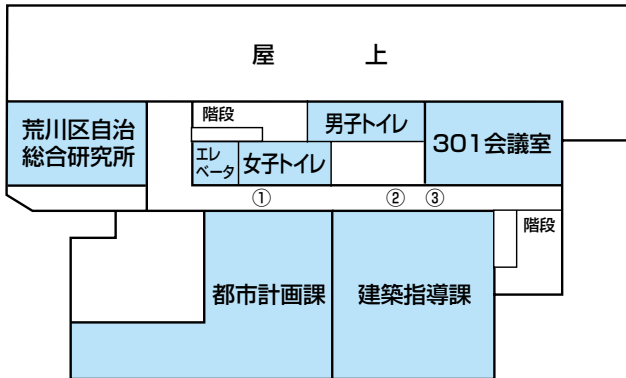 屋　上
荒川区自治
総合研究所
階段
男子トイレ
301会議室
エレ
ベータ
女子トイレ
①
②
③
階段
都市計画課
建築指導課